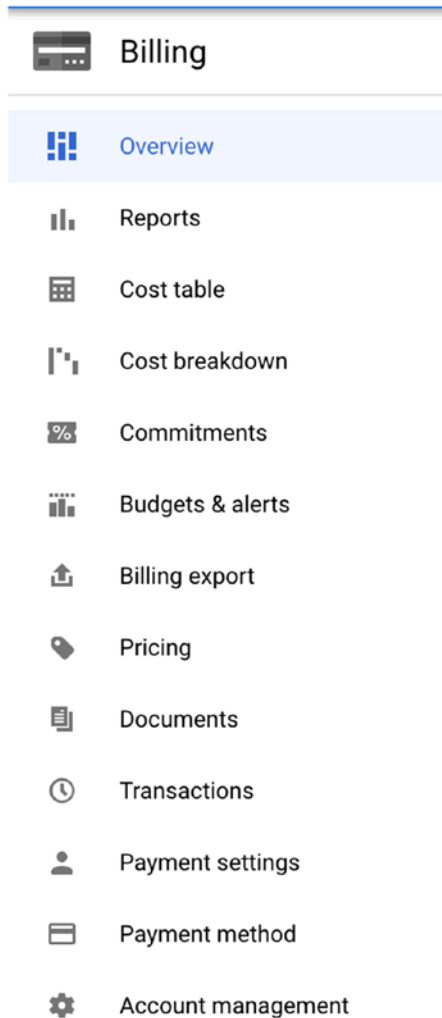 Billing
Overview
Reports
Cost table
Cost breakdown
Commitments
Budgets & alerts
Billing export
Pricing
Documents
Transactions
Payment settings
Payment method
Account management